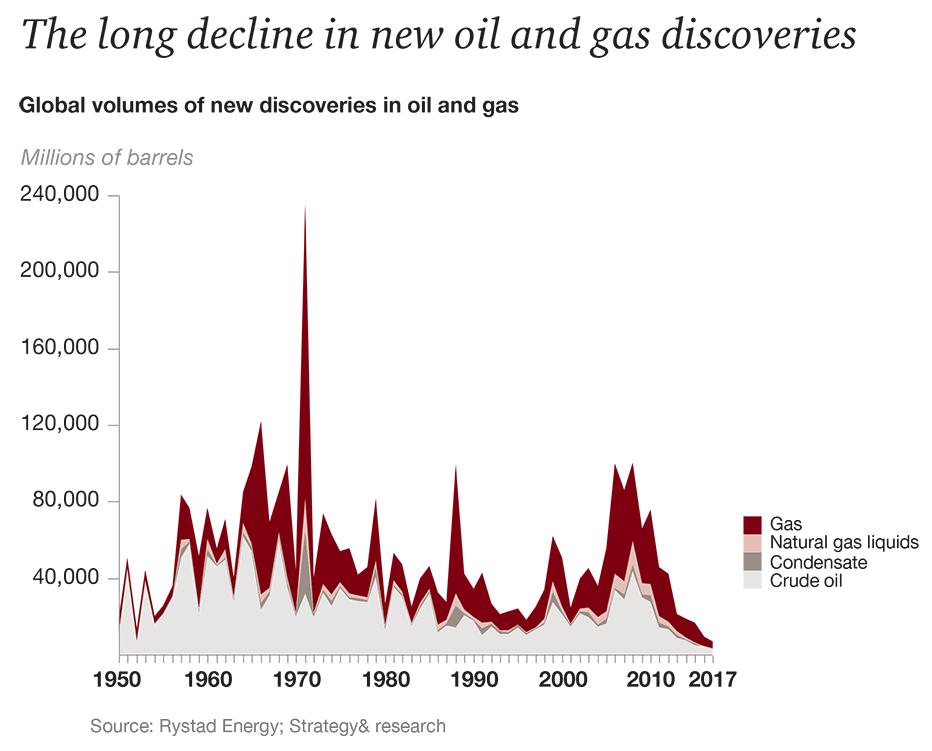 The long decline in new oil and gas discoveries
Global volumes of new discoveries in oil and gas
Millions of barrels
240,000
200,000
160,000
120,000
80,000
40,000
Gas
Natural gas liquids
Condensate
Crude oil
1950 1960 1970 1980 1990 2000 2010 2017
Source: Rystad Energy; Strategy& research